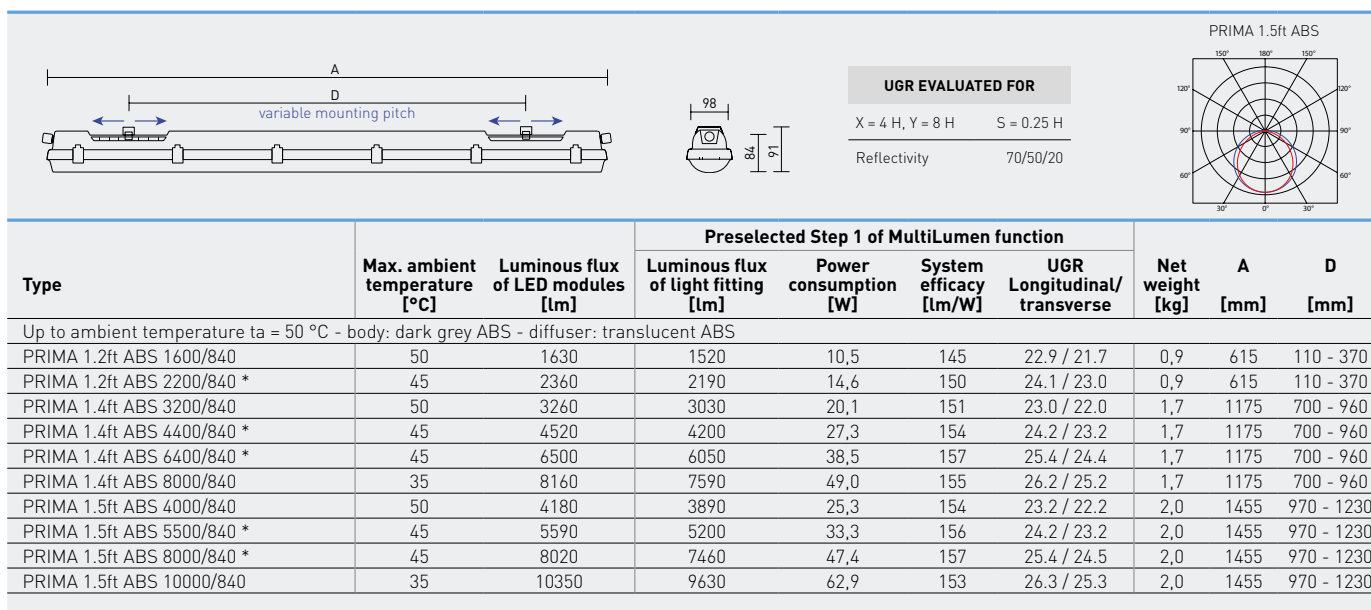 PRIMA 1.5ft ABS
150° 180° 150°
120° 120°
90° 90°
60° 60°
30° 0° 30°
A
D
variable mounting pitch
98
84
91
UGR EVALUATED FOR
X = 4 H, Y = 8 H S = 0.25 H
Reflectivity 70/50/20
Preselected Step 1 of MultiLumen function
Type
Max. ambient temperature [°C]
Luminous flux of LED modules [lm]
Luminous flux of light fitting [lm]
Power consumption [W]
System efficacy [lm/W]
UGR Longitudinal/ transverse
Net weight [kg]
A [mm]
D [mm]
Up to ambient temperature ta = 50 °C - body: dark grey ABS - diffuser: translucent ABS
PRIMA 1.2ft ABS 1600/840 50 1630 1520 10,5 145 22.9 / 21.7 0,9 615 110 - 370
PRIMA 1.2ft ABS 2200/840 * 45 2360 2190 14,6 150 24.1 / 23.0 0,9 615 110 - 370
PRIMA 1.4ft ABS 3200/840 50 3260 3030 20,1 151 23.0 / 22.0 1,7 1175 700 - 960
PRIMA 1.4ft ABS 4400/840 * 45 4520 4200 27,3 154 24.2 / 23.2 1,7 1175 700 - 960
PRIMA 1.4ft ABS 6400/840 * 45 6500 6050 38,5 157 25.4 / 24.4 1,7 1175 700 - 960
PRIMA 1.4ft ABS 8000/840 35 8160 7590 49,0 155 26.2 / 25.2 1,7 1175 700 - 960
PRIMA 1.5ft ABS 4000/840 50 4180 3890 25,3 154 23.2 / 22.2 2,0 1455 970 - 1230
PRIMA 1.5ft ABS 5500/840 * 45 5590 5200 33,3 156 24.2 / 23.2 2,0 1455 970 - 1230
PRIMA 1.5ft ABS 8000/840 * 45 8020 7460 47,4 157 25.4 / 24.5 2,0 1455 970 - 1230
PRIMA 1.5ft ABS 10000/840 35 10350 9630 62,9 153 26.3 / 25.3 2,0 1455 970 - 1230